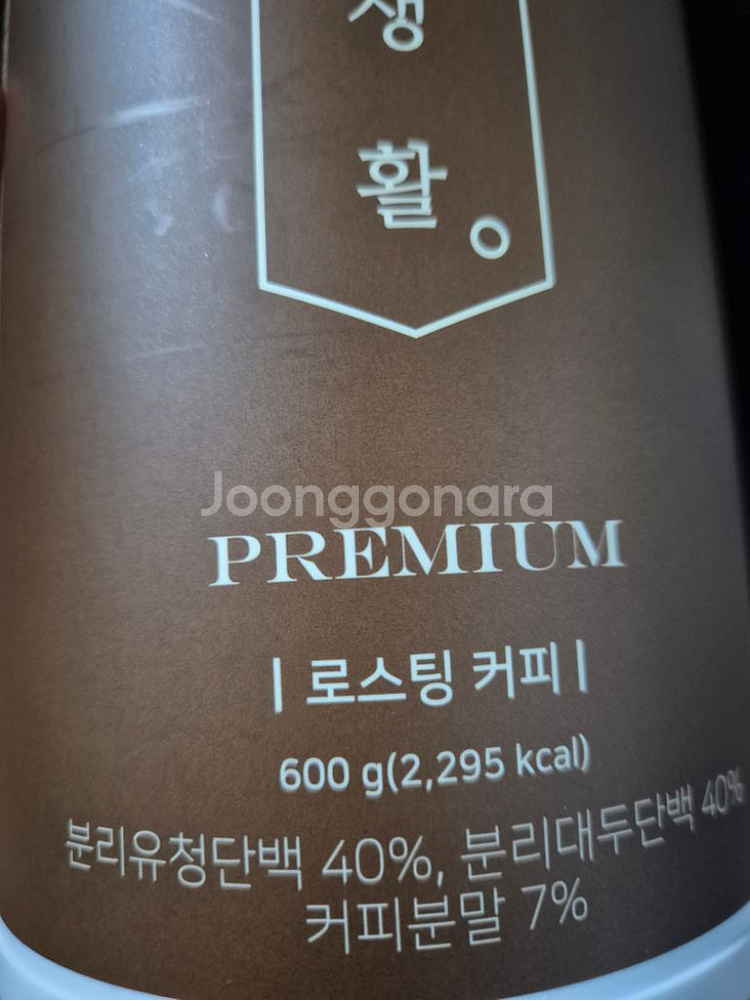 생
활
Joonggonara
PREMIUM
| 로스팅 커피 |
600 g(2,295 kcal)
분리유청단백 40%, 분리대두단백 40%
커피분말 7%